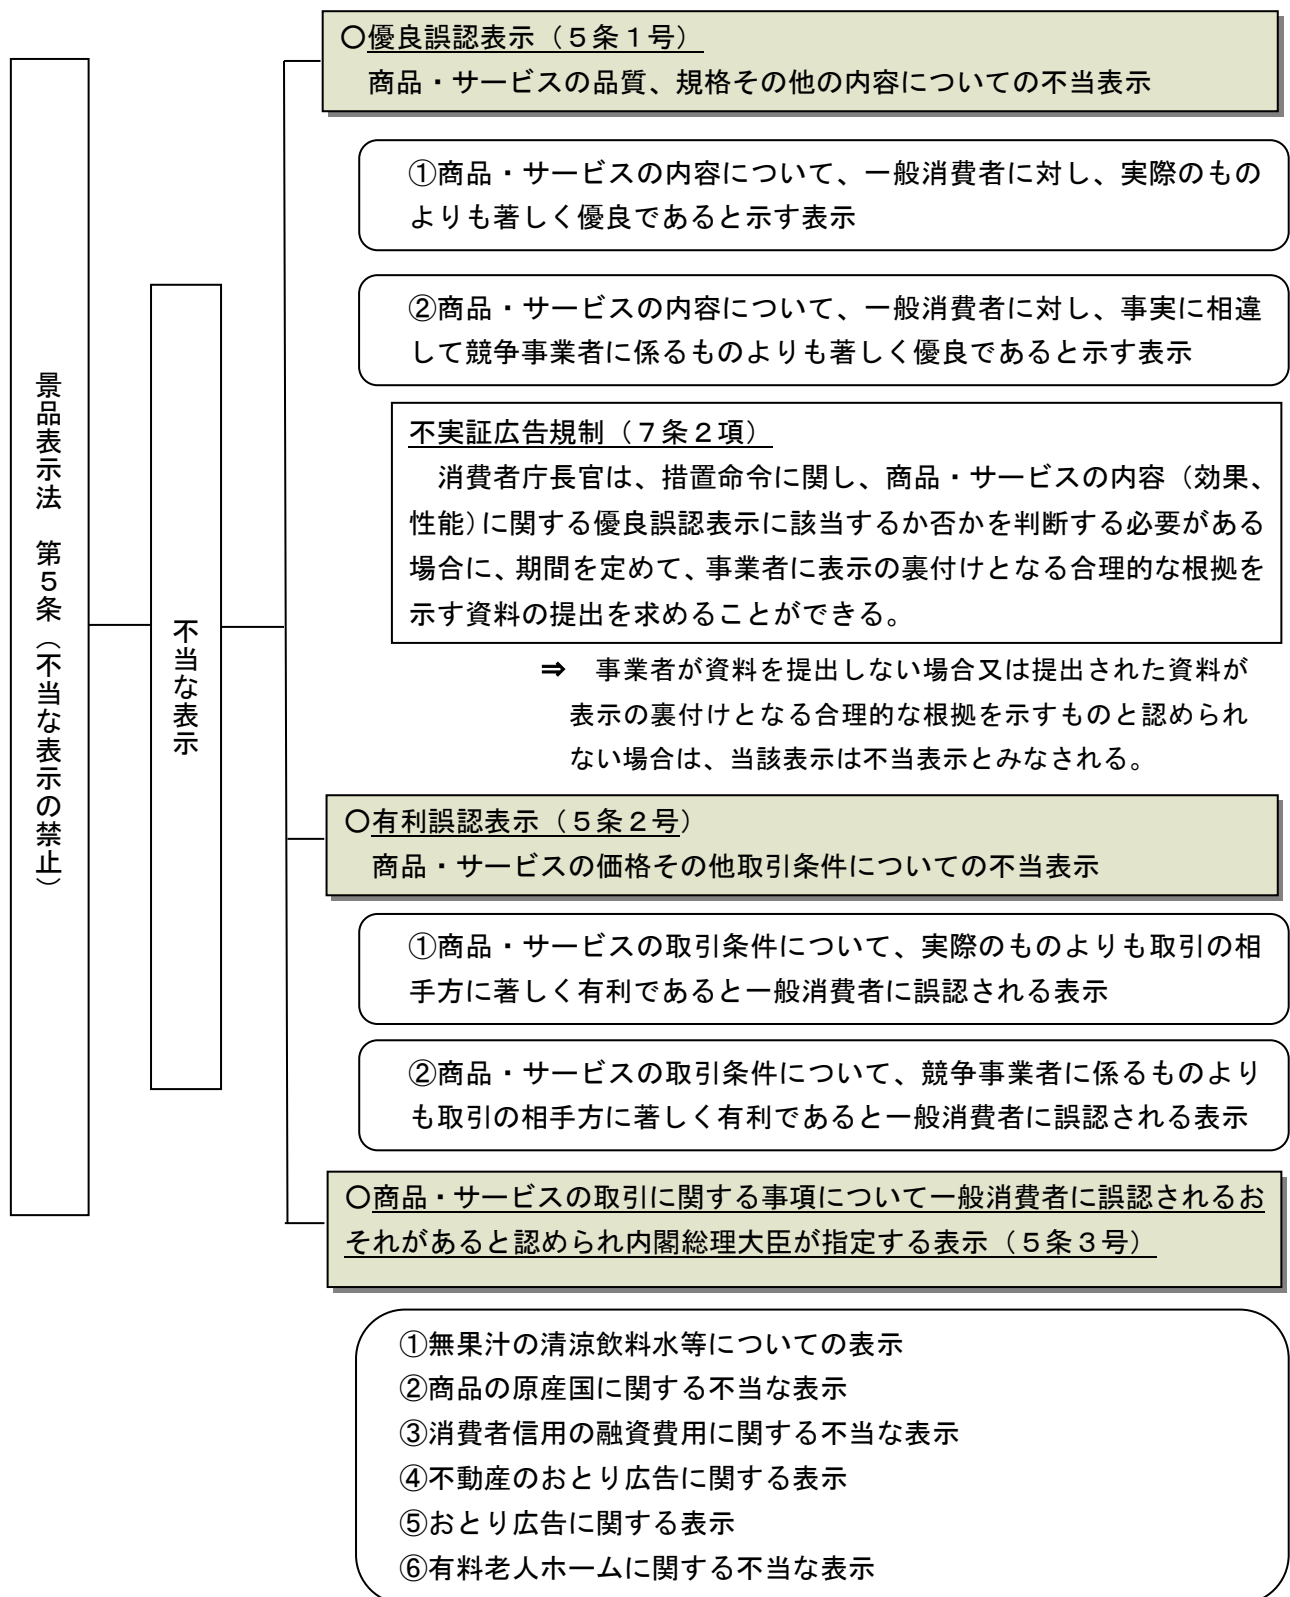 景品表示法　第５条（不当な表示の禁止）
不当な表示
〇優良誤認表示（５条１号）
商品・サービスの品質、規格その他の内容についての不当表示
①商品・サービスの内容について、一般消費者に対し、実際のもの
よりも著しく優良であると示す表示
②商品・サービスの内容について、一般消費者に対し、事実に相違
して競争事業者に係るものよりも著しく優良であると示す表示
不実証広告規制（７条２項）
消費者庁長官は、措置命令に関し、商品・サービスの内容（効果、
性能）に関する優良誤認表示に該当するか否かを判断する必要がある
場合に、期間を定めて、事業者に表示の裏付けとなる合理的な根拠を
示す資料の提出を求めることができる。
⇒　事業者が資料を提出しない場合又は提出された資料が
表示の裏付けとなる合理的な根拠を示すものと認められ
ない場合は、当該表示は不当表示とみなされる。
〇有利誤認表示（５条２号）
商品・サービスの価格その他取引条件についての不当表示
①商品・サービスの取引条件について、実際のものよりも取引の相
手方に著しく有利であると一般消費者に誤認される表示
②商品・サービスの取引条件について、競争事業者に係るものより
も取引の相手方に著しく有利であると一般消費者に誤認される表示
〇商品・サービスの取引に関する事項について一般消費者に誤認されるお
それがあると認められ内閣総理大臣が指定する表示（５条３号）
①無果汁の清涼飲料水等についての表示
②商品の原産国に関する不当な表示
③消費者信用の融資費用に関する不当な表示
④不動産のおとり広告に関する表示
⑤おとり広告に関する表示
⑥有料老人ホームに関する不当な表示